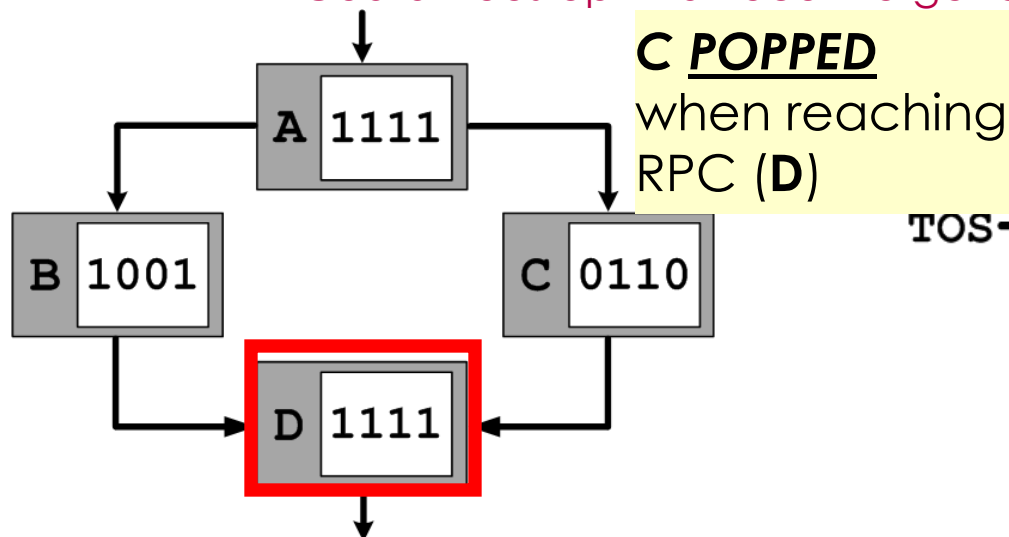 C POPPED
when reaching
RPC (D)
A 1111
TOS-
B 1001
C 0110
D 1111